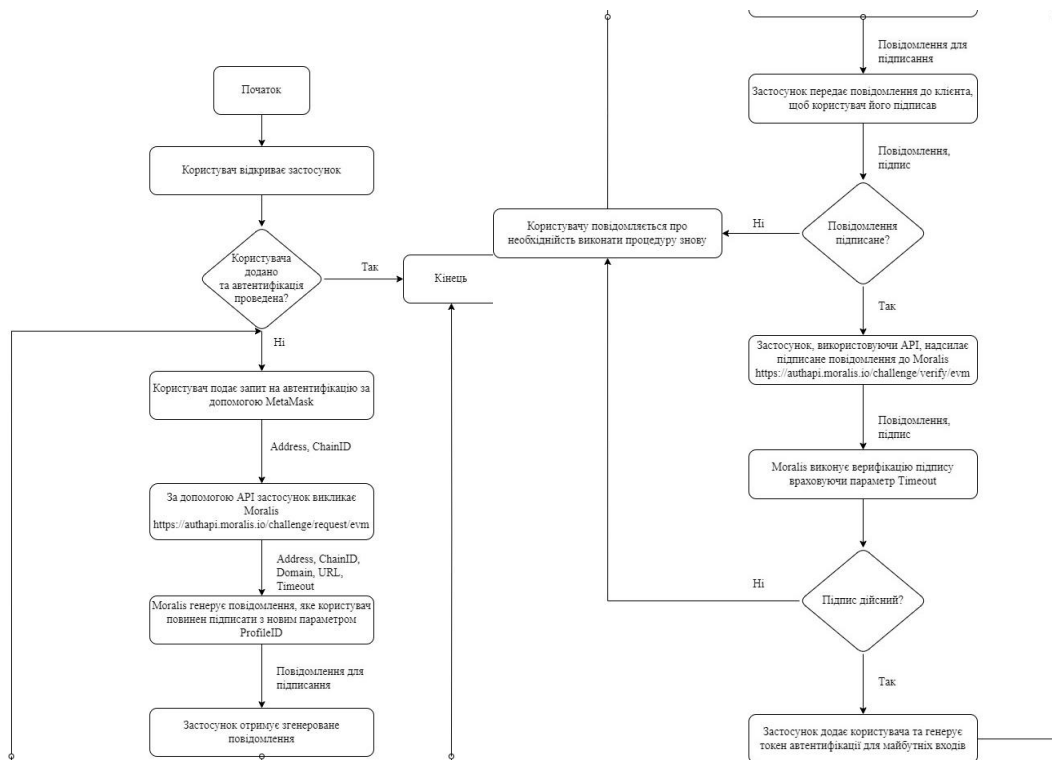 Початок
Користувач відкриває застосунок
Користувача
додано
та автентифікація
проведена?
Так
Кінець
Ні
Користувач подає запит на автентифікацію за
допомогою MetaMask
Address, ChainID
За допомогою API застосунок викликає
Moralis
https://authapi.moralis.io/challenge/request/evm
Address, ChainID,
Domain, URL,
Timeout
Moralis генерує повідомлення, яке користувач
повинен підписати з новим параметром
ProfileID
Повідомлення для
підписання
Застосунок отримує згенероване
повідомлення
Повідомлення для
підписання
Застосунок передає повідомлення до клієнта,
щоб користувач його підписав
Повідомлення,
підпис
Повідомлення
підписане?
Ні
Користувачу повідомляється про
необхідність виконати процедуру знову
Так
Застосунок, використовуючи API, надсилає
підписане повідомлення до Moralis
https://authapi.moralis.io/challenge/verify/evm
Повідомлення,
підпис
Moralis виконує верифікацію підпису
враховуючи параметр Timeout
Ні
Підпис дійсний?
Так
Застосунок додає користувача та генерує
токен автентифікації для майбутніх входів